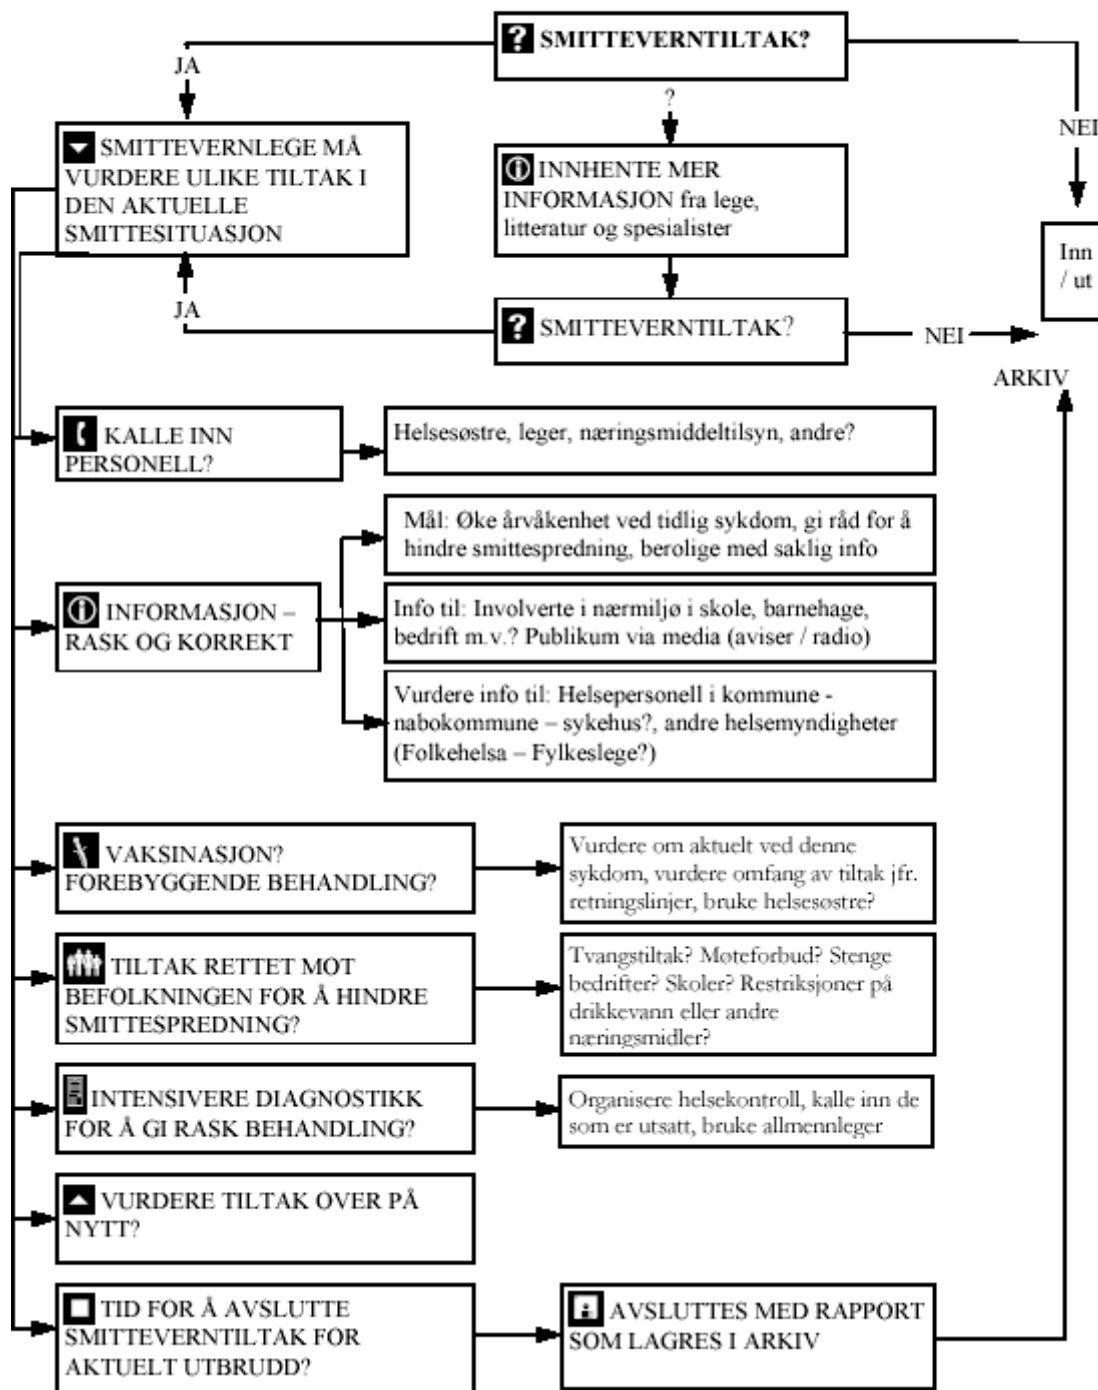 SMITTEVERNTILTAK?
JA
?
NEI
SMITTEVERNLEGE MÅ
VURDERE ULIKE TILTAK I
DEN AKTUELLE
SMITTESITUASJON
INNHENTE MER
INFORMASJON fra lege,
litteratur og spesialister
Inn
/ ut
JA
SMITTEVERNTILTAK?
NEI
ARKIV
KALLE INN
PERSONELL?
Helsesøstre, leger, næringsmiddeltilsyn, andre?
Mål: Øke årvåkenhet ved tidlig sykdom, gi råd for å
hindre smittespredning, berolige med saklig info
INFORMASJON –
RASK OG KORREKT
Info til: Involverte i nærmiljø i skole, barnehage,
bedrift m.v.? Publikum via media (aviser / radio)
Vurdere info til: Helsepersonell i kommune -
nabokommune – sykehus?, andre helsemyndigheter
(Folkehelsa – Fylkeslege?)
VAKSINASJON?
FOREBYGGENDE BEHANDLING?
Vurdere om aktuelt ved denne
sykdom, vurdere omfang av tiltak jfr.
retningslinjer, bruke helsesøstre?
TILTAK RETTET MOT
BEFOLKNINGEN FOR Å HINDRE
SMITTESPREDNING?
Tvangstiltak? Møteforbud? Stenge
bedrifter? Skoler? Restriksjoner på
drikkevann eller andre
næringsmidler?
INTENSIVERE DIAGNOSTIKK
FOR Å GI RASK BEHANDLING?
Organisere helsekontroll, kalle inn de
som er utsatt, bruke allmennleger
VURDERE TILTAK OVER PÅ
NYTT?
TID FOR Å AVSLUTTE
SMITTEVERNTILTAK FOR
AKTUELT UTBRUDD?
AVSLUTTES MED RAPPORT
SOM LAGRES I ARKIV